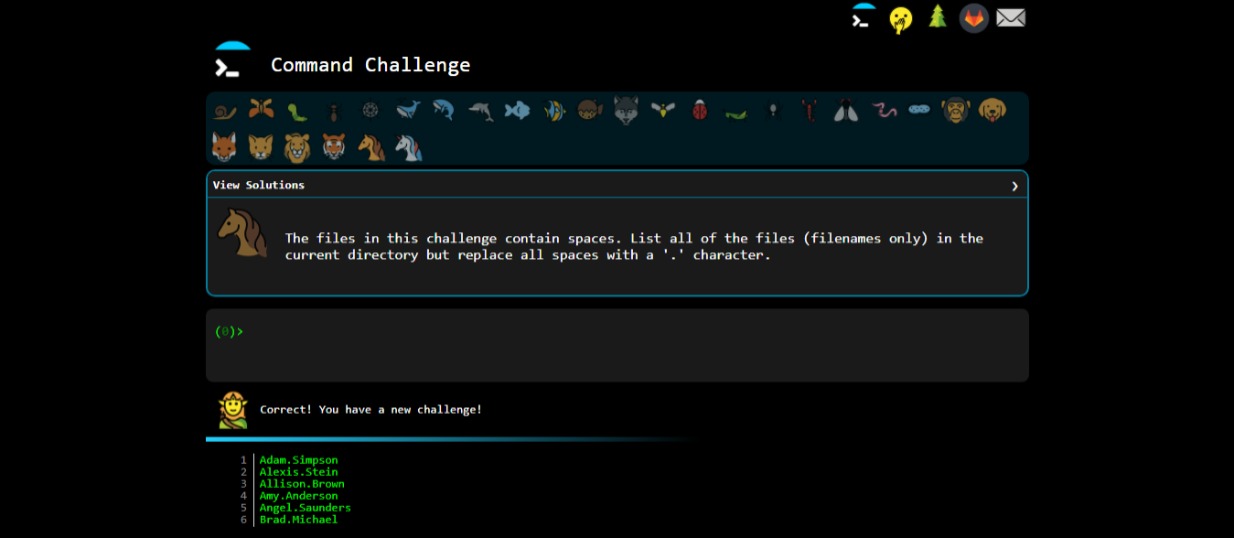 Command Challenge
View Solutions
The files in this challenge contain spaces. List all of the files (filenames only) in the
current directory but replace all spaces with a '.' character.
(0)>
Correct! You have a new challenge!
1 Adam.Simpson
2 Alexis.Stein
3 Allison.Brown
4 Amy.Anderson
5 Angel.Saunders
6 Brad.Michael